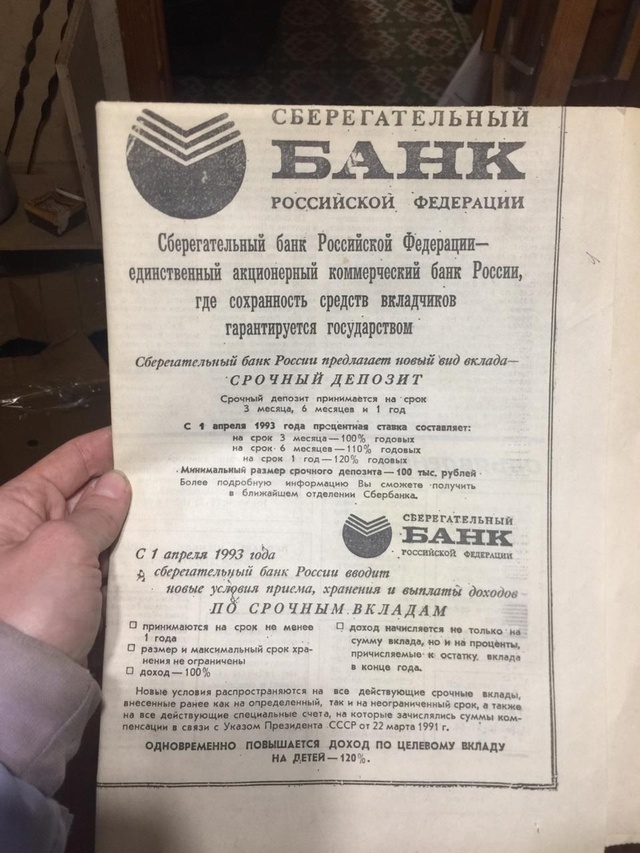 СБЕРЕГАТЕЛЬНЫЙ
БАНК
РОССИЙСКОЙ ФЕДЕРАЦИИ
Сберегательный банк Российской Федерации—
единственный акционерный коммерческий банк России,
где сохранность средств вкладчиков
гарантируется государством
Сберегательный банк России предлагает новый вид вклада—
СРОЧНЫЙ ДЕПОЗИТ
Срочный депозит принимается на срок
3 месяца, 6 месяцев и 1 год
С 1 апреля 1993 года процентная ставка составляет:
на срок 3 месяца—100% годовых
на срок 6 месяцев—110% годовых
на срок 1 год—120% годовых
Минимальный размер срочного депозита—100 тыс. рублей
Более подробную информацию Вы сможете получить
в ближайшем отделении Сбербанка.
СБЕРЕГАТЕЛЬНЫЙ
БАНК
РОССИЙСКОЙ ФЕДЕРАЦИИ
С 1 апреля 1993 года
сберегательный банк России вводит
новые условия приема, хранения и выплаты доходов
ПО СРОЧНЫМ ВКЛАДАМ
принимаются на срок не менее
1 года
размер и максимальный срок хра-
нения не ограничены
доход—100%
доход начисляется не только на
сумму вклада, но и на проценты,
причисляемые к остатку вклада
в конце года.
Новые условия распространяются на все действующие срочные вклады,
внесенные ранее как на определенный, так и на неограниченный срок, а также
на все действующие специальные счета, на которые зачислялись суммы ком-
пенсации в связи с Указом Президента СССР от 22 марта 1991 г.
ОДНОВРЕМЕННО ПОВЫШАЕТСЯ ДОХОД ПО ЦЕЛЕВОМУ ВКЛАДУ
НА ДЕТЕЙ—120%.